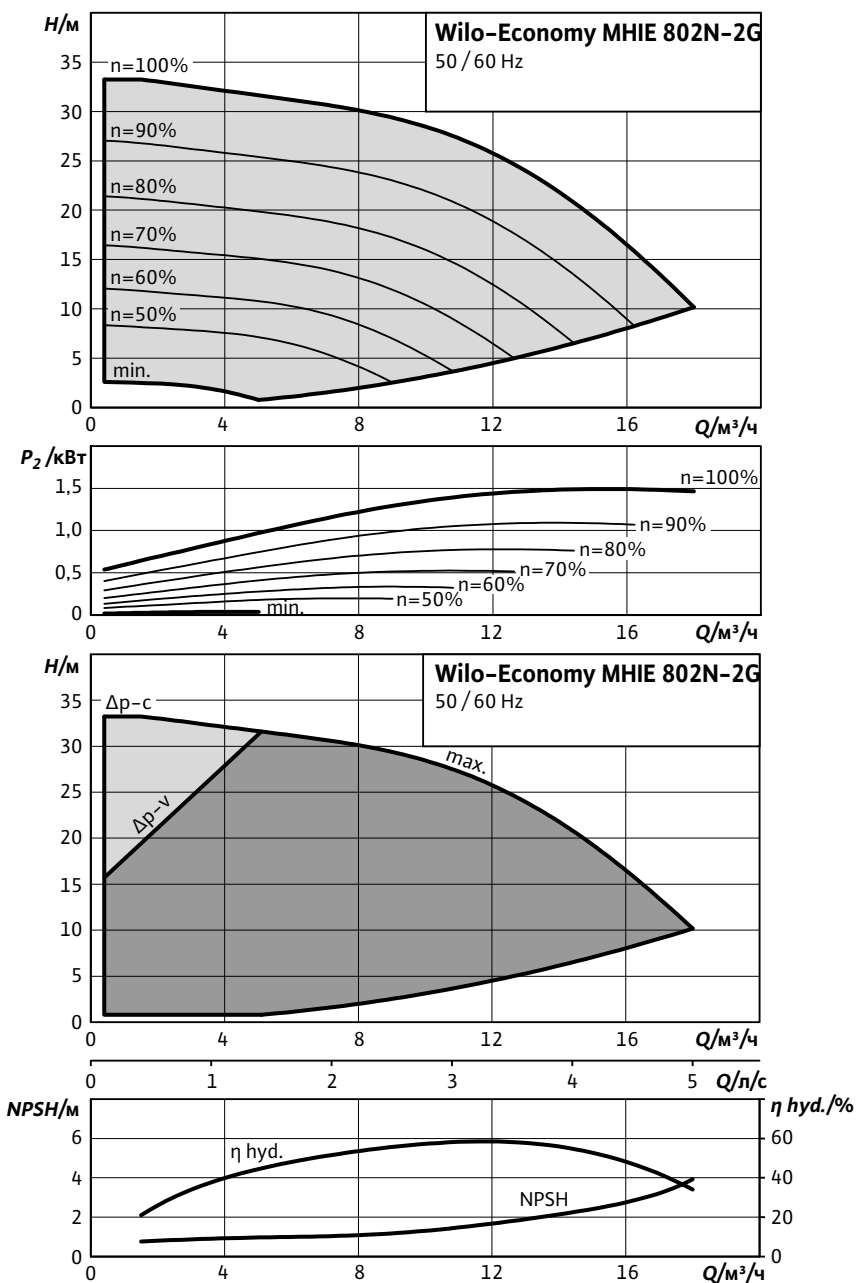 H/м
Wilo-Economy MHIE 802N-2G
50 / 60 Hz
35
n=100%
30
n=90%
25
n=80%
20
n=70%
15
n=60%
10
n=50%
5
min.
0
0 4 8 12 16 Q/м³/ч
P2 /кВт
n=100%
1,5
n=90%
1,0
n=80%
n=70%
0,5
n=60%
n=50%
min.
0
0 4 8 12 16 Q/м³/ч
H/м
Wilo-Economy MHIE 802N-2G
50 / 60 Hz
35
Δp-c
30
max.
25
Δp-v
20
15
10
5
0
0 4 8 12 16 Q/м³/ч
0 1 2 3 4 5 Q/л/с
NPSH/м
η hyd./%
6 60
η hyd.
4 40
NPSH
2 20
0 0
0 4 8 12 16 Q/м³/ч